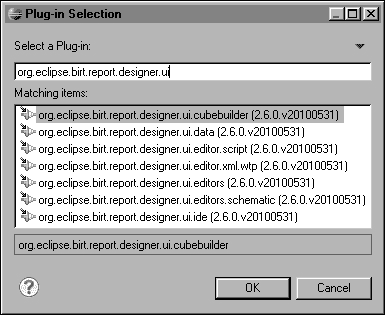 Plug-in Selection
Select a Plug-in:
org.eclipse.birt.report.designer.ui
Matching items:
org.eclipse.birt.report.designer.ui.cubebuilder (2.6.0.v20100531)
org.eclipse.birt.report.designer.ui.data (2.6.0.v20100531)
org.eclipse.birt.report.designer.ui.editor.script (2.6.0.v20100531)
org.eclipse.birt.report.designer.ui.editor.xml.wtp (2.6.0.v20100531)
org.eclipse.birt.report.designer.ui.editors (2.6.0.v20100531)
org.eclipse.birt.report.designer.ui.editors.schematic (2.6.0.v20100531)
org.eclipse.birt.report.designer.ui.ide (2.6.0.v20100531)
org.eclipse.birt.report.designer.ui.cubebuilder
? OK Cancel